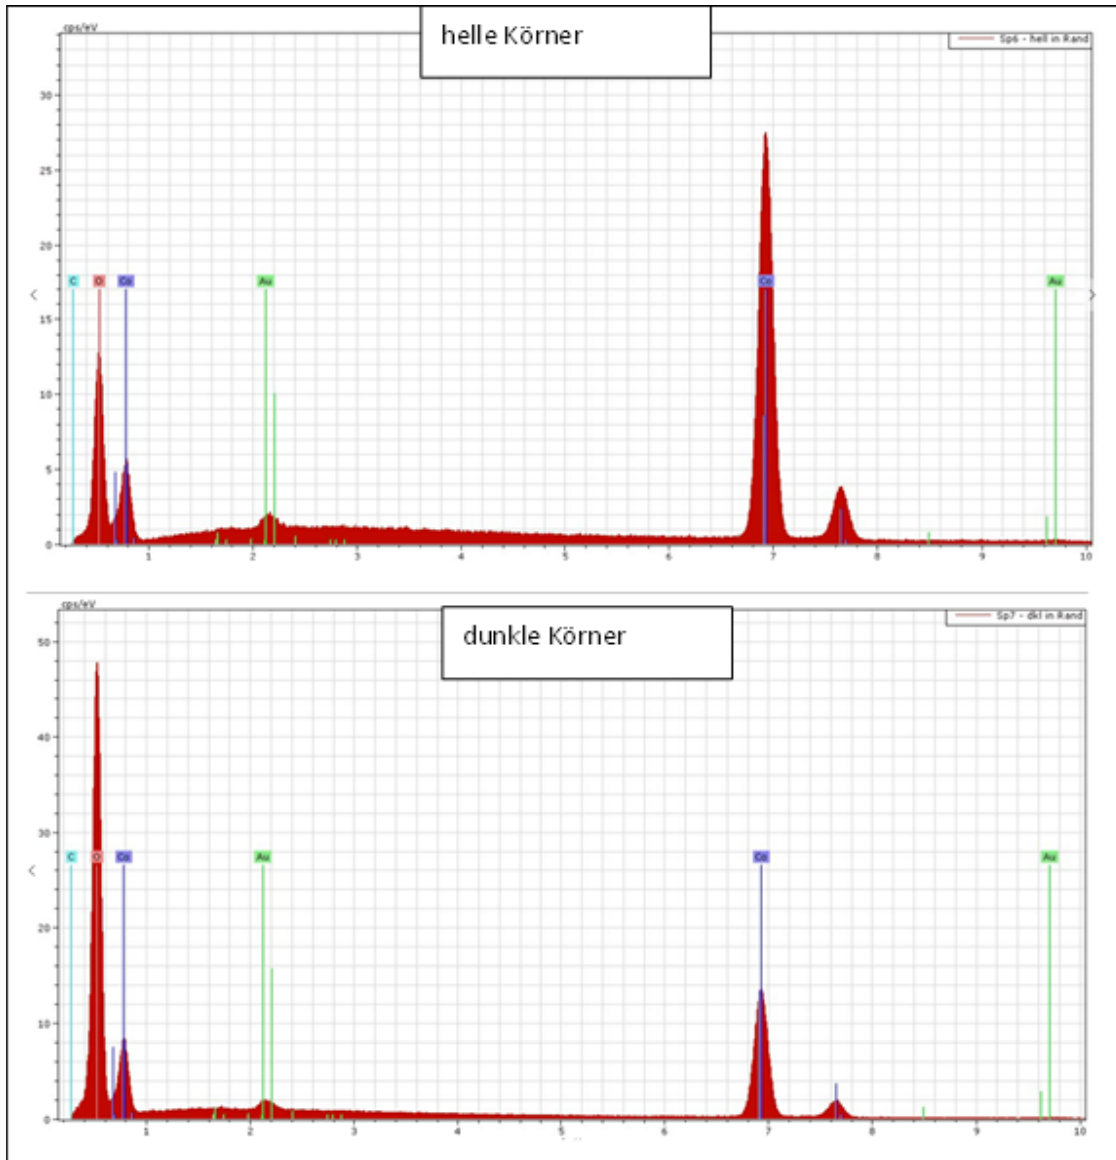 helle Körner
cps/eV
Sp6 - hell in Rand
30
25
20
C O Co Au Co Au
15
10
5
0
1 2 3 4 5 6 7 8 9 10
dunkle Körner
cps/eV
Sp7 - dkl in Rand
50
40
30
C O Co Au Co Au
20
10
0
1 2 3 4 5 6 7 8 9 10